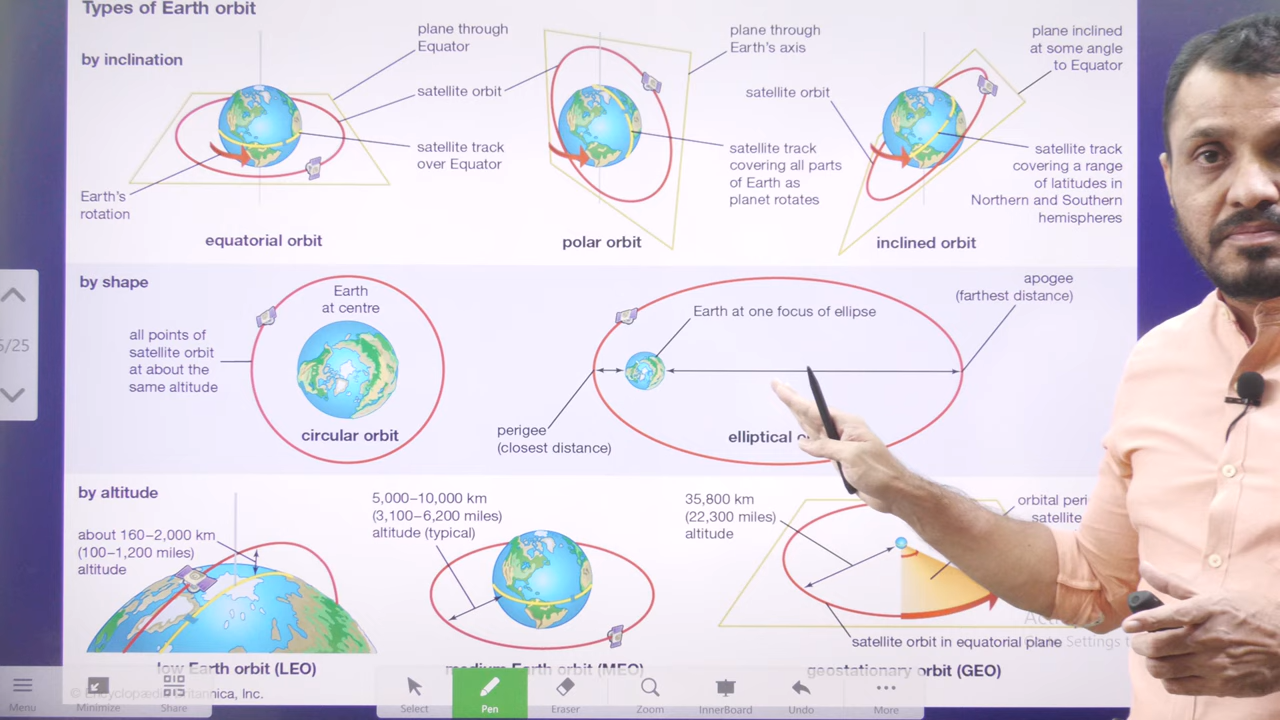 Types of Earth orbit
by inclination
plane through
Equator
satellite orbit
satellite track
over Equator
Earth's
rotation
equatorial orbit
plane through
Earth's axis
satellite track
covering all parts
of Earth as
planet rotates
polar orbit
plane inclined
at some angle
to Equator
satellite orbit
satellite track
covering a range
of latitudes in
Northern and Southern
hemispheres
inclined orbit
by shape
Earth
at centre
all points of
satellite orbit
at about the
same altitude
circular orbit
Earth at one focus of ellipse
apogee
(farthest distance)
perigee
(closest distance)
elliptical
/25
by altitude
about 160–2,000 km
(100–1,200 miles)
altitude
low Earth orbit (LEO)
5,000–10,000 km
(3,100–6,200 miles)
altitude (typical)
medium Earth orbit (MEO)
35,800 km
(22,300 miles)
altitude
orbital
satellite
satellite orbit in equatorial plane
geostationary orbit (GEO)
Settings
Menu
Minimize
Share
Select
Pen
Eraser
Zoom
InnerBoard
Undo
More
Inc.